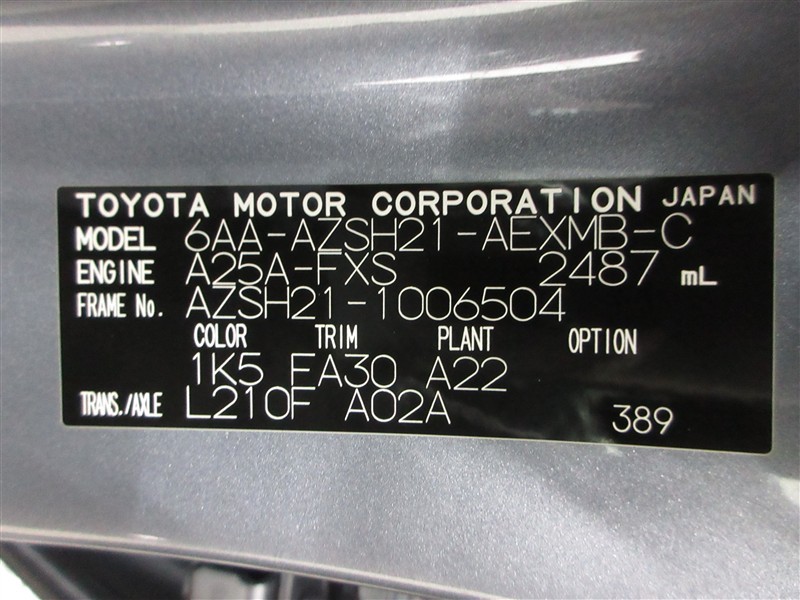 TOYOTA MOTOR CORPORATION JAPAN
MODEL 6AA-AZSH21-AEXMB-C
ENGINE A25A-FXS 2487 mL
FRAME No. AZSH21-1006504
COLOR TRIM PLANT OPTION
1K5 EA30 A22
TRANS./AXLE L210F A02A 389